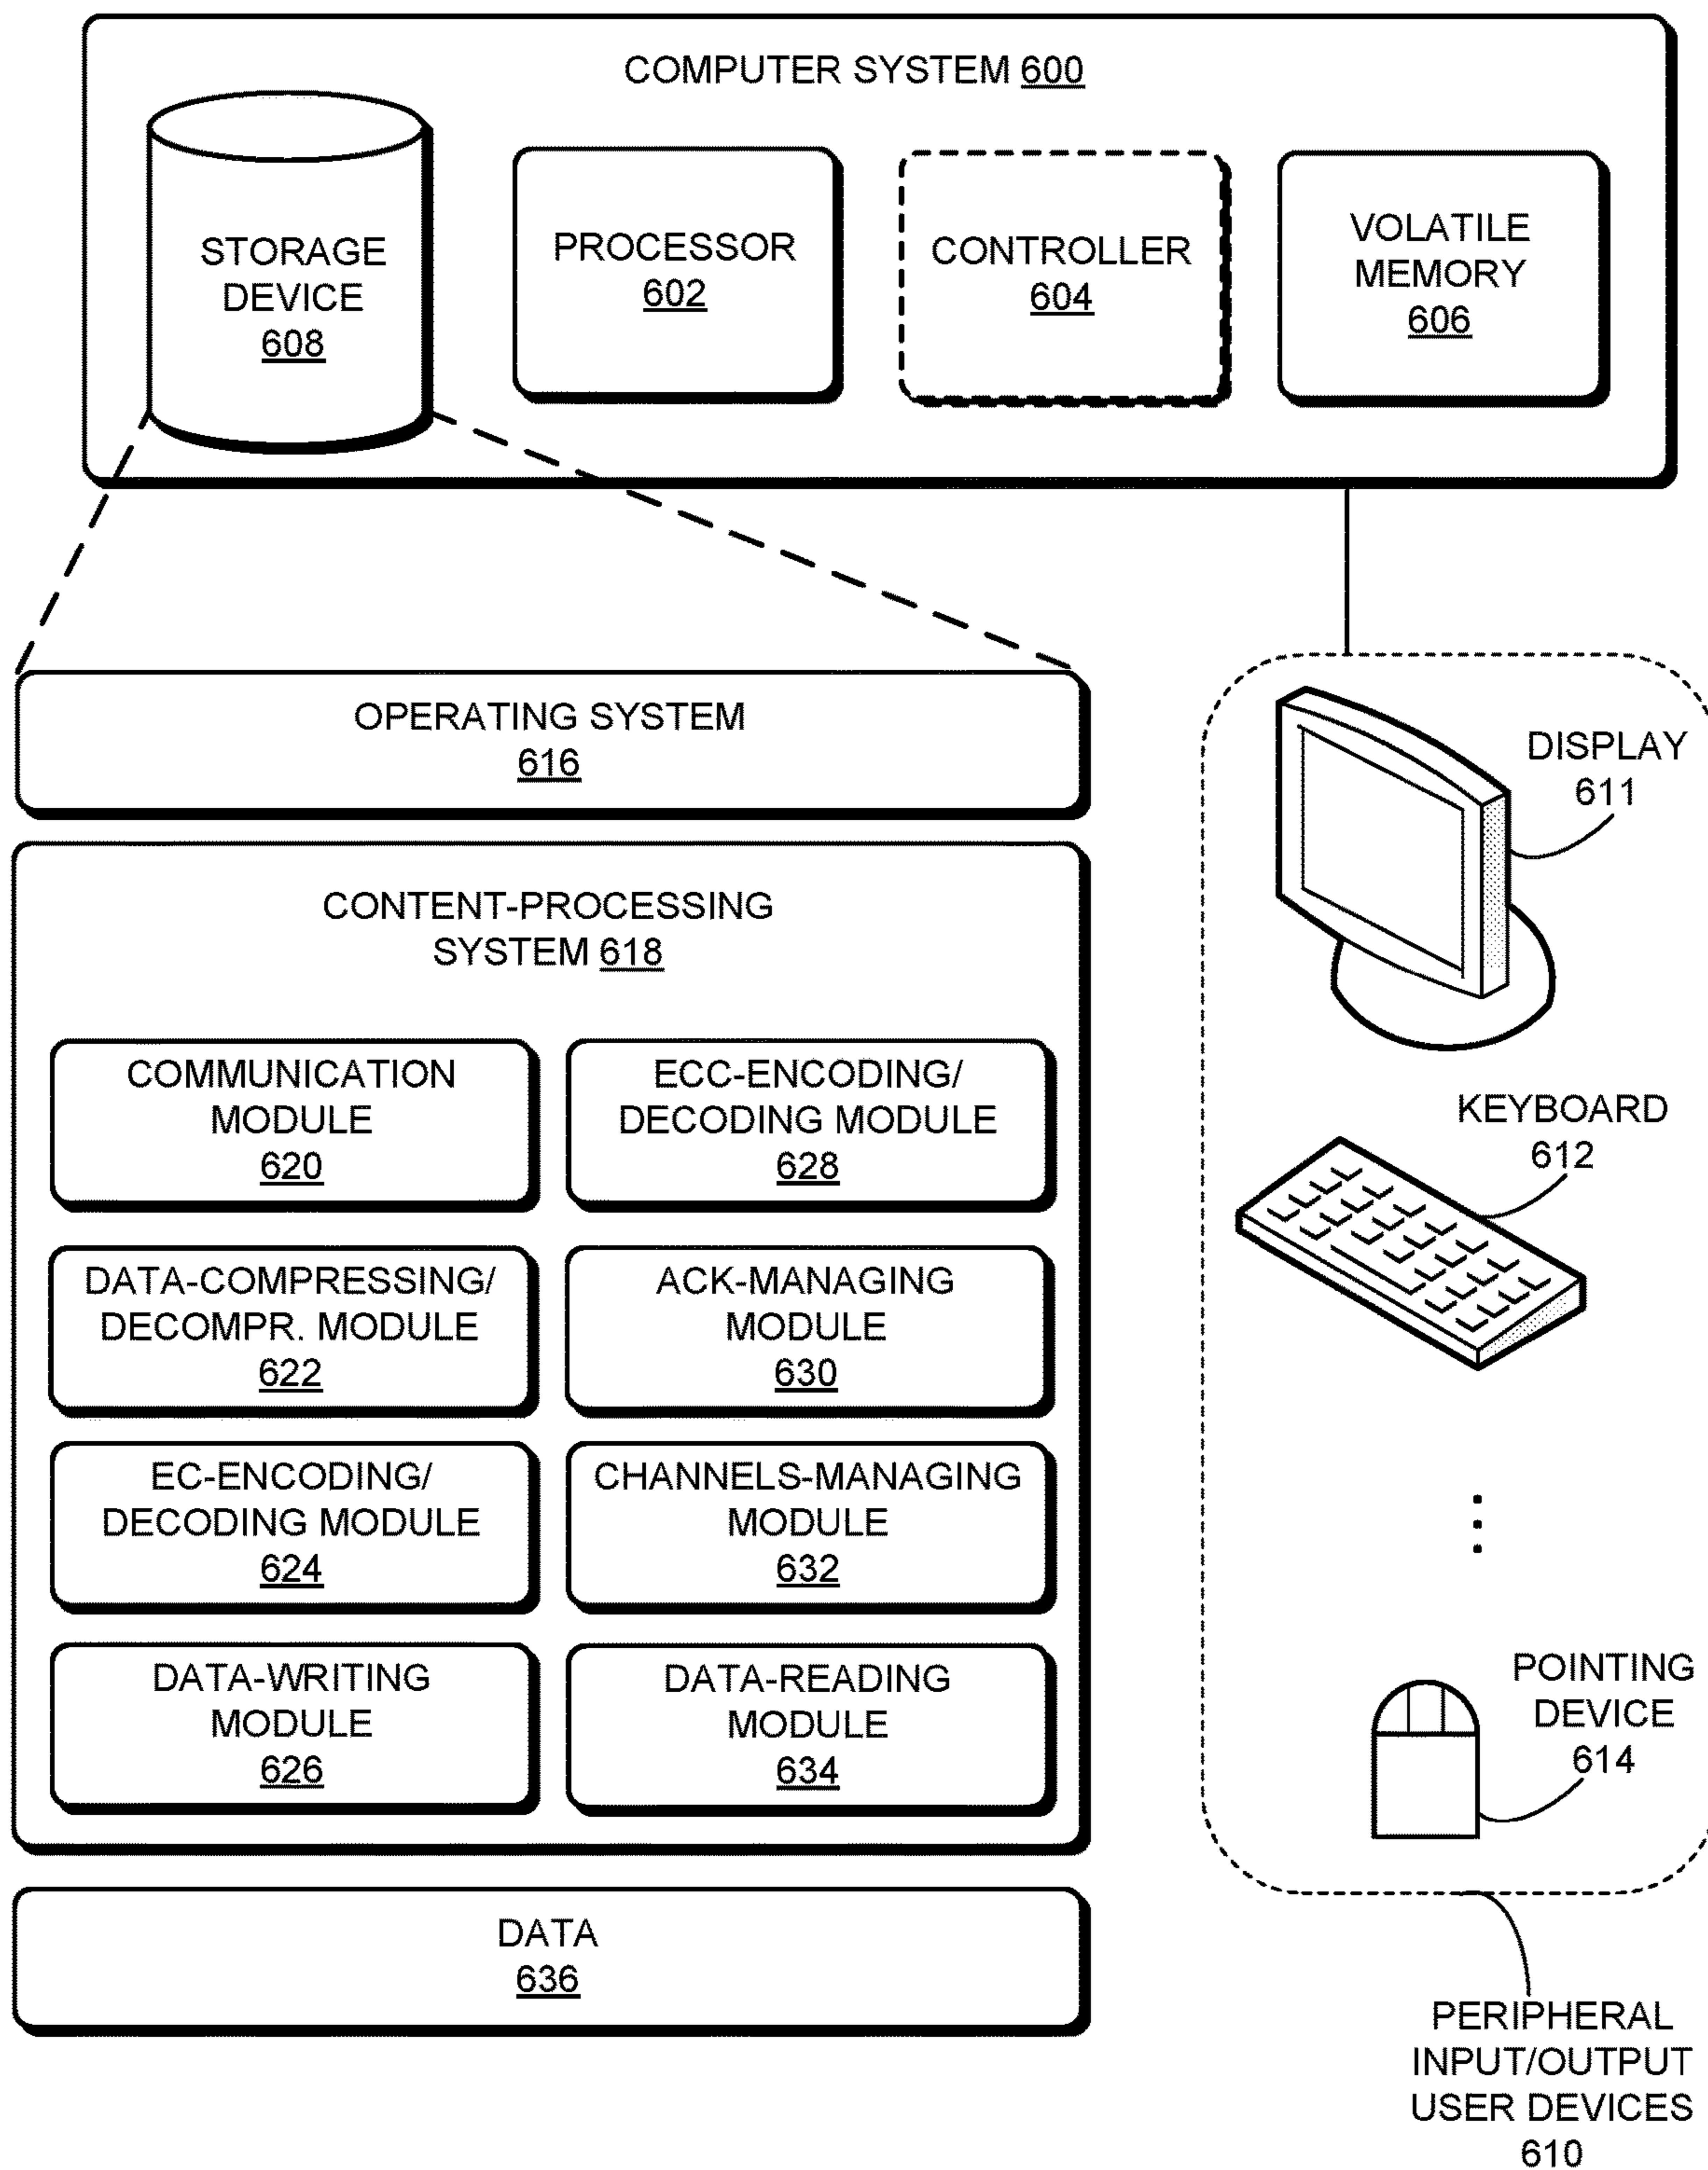 COMPUTER SYSTEM 600
STORAGE
DEVICE
608
PROCESSOR
602
CONTROLLER
604
VOLATILE
MEMORY
606
OPERATING SYSTEM
616
CONTENT-PROCESSING
SYSTEM 618
COMMUNICATION
MODULE
620
ECC-ENCODING/
DECODING MODULE
628
DATA-COMPRESSING/
DECOMPR. MODULE
622
ACK-MANAGING
MODULE
630
EC-ENCODING/
DECODING MODULE
624
CHANNELS-MANAGING
MODULE
632
DATA-WRITING
MODULE
626
DATA-READING
MODULE
634
DATA
636
DISPLAY
611
KEYBOARD
612
POINTING
DEVICE
614
PERIPHERAL
INPUT/OUTPUT
USER DEVICES
610